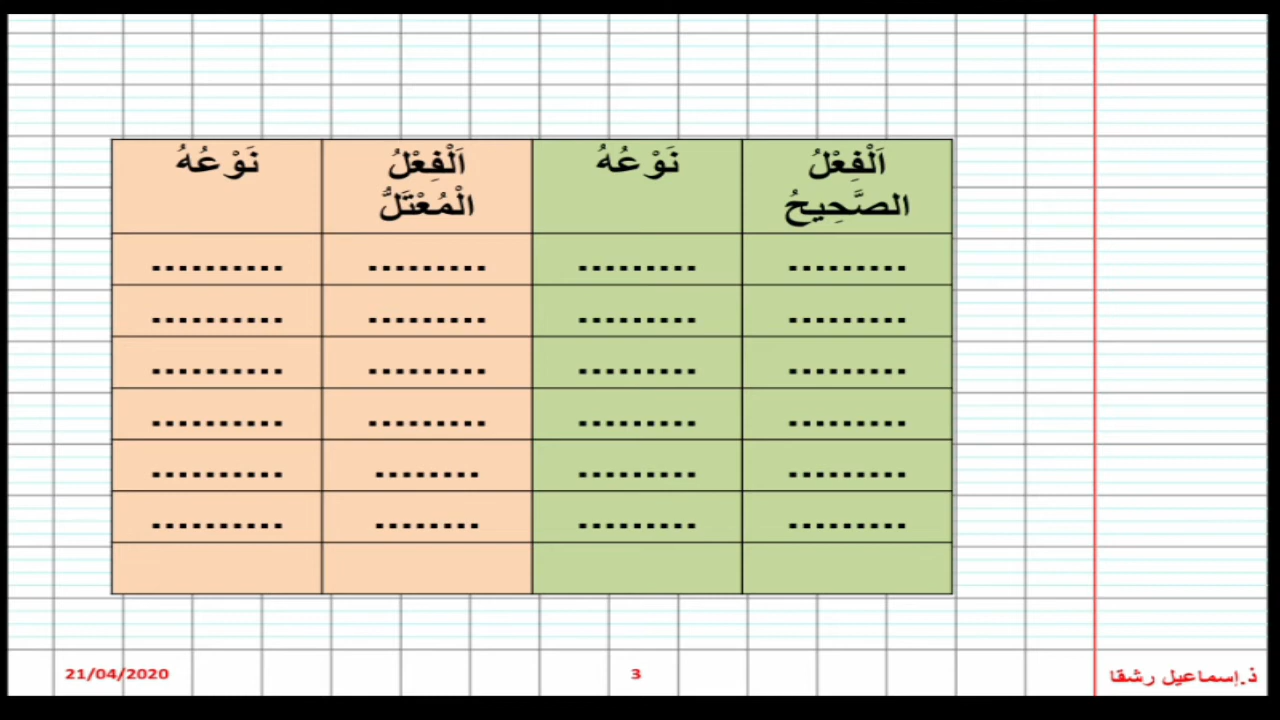 اَلْفِعْلُ الصَّحِيحُ | نَوْعُهُ | اَلْفِعْلُ الْمُعْتَلُّ | نَوْعُهُ
......... | ......... | ......... | ..........
......... | ......... | ......... | ..........
......... | ......... | ......... | ..........
......... | ......... | ......... | ..........
......... | ......... | ........ | ..........
......... | ......... | ........ | ..........
ذ.إسماعيل رشقا
3
21/04/2020